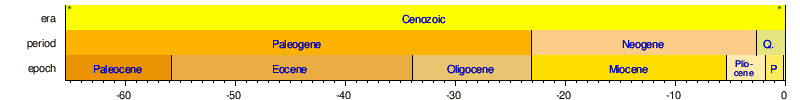 era * Cenozoic *
period Paleogene Neogene Q.
epoch Paleocene Eocene Oligocene Miocene Plio-
cene P
-60 -50 -40 -30 -20 -10 0